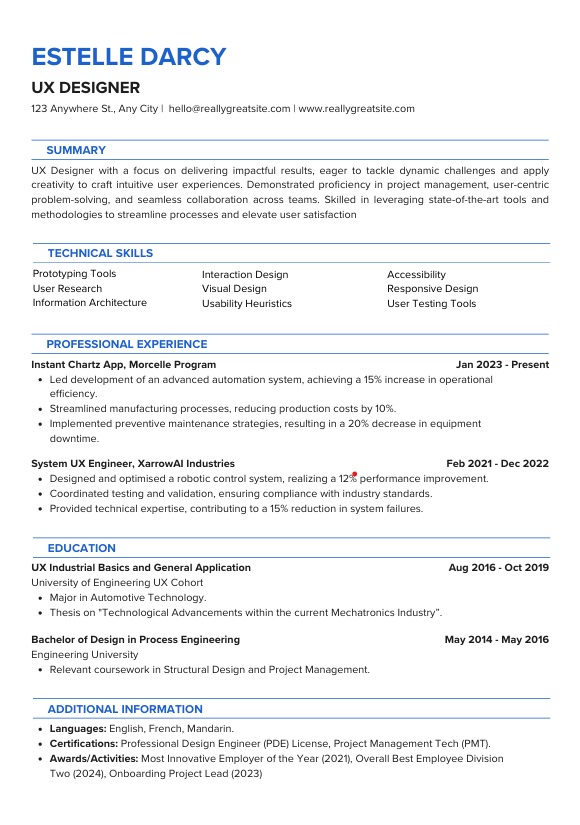 ESTELLE DARCY
UX DESIGNER
123 Anywhere St., Any City | hello@reallygreatsite.com | www.reallygreatsite.com
SUMMARY
UX Designer with a focus on delivering impactful results, eager to tackle dynamic challenges and apply
creativity to craft intuitive user experiences. Demonstrated proficiency in project management, user-centric
problem-solving, and seamless collaboration across teams. Skilled in leveraging state-of-the-art tools and
methodologies to streamline processes and elevate user satisfaction
TECHNICAL SKILLS
Prototyping Tools
User Research
Information Architecture
Interaction Design
Visual Design
Usability Heuristics
Accessibility
Responsive Design
User Testing Tools
PROFESSIONAL EXPERIENCE
Instant Chartz App, Morcelle Program Jan 2023 - Present
• Led development of an advanced automation system, achieving a 15% increase in operational
efficiency.
• Streamlined manufacturing processes, reducing production costs by 10%.
• Implemented preventive maintenance strategies, resulting in a 20% decrease in equipment
downtime.
System UX Engineer, XarrowAI Industries Feb 2021 - Dec 2022
• Designed and optimised a robotic control system, realizing a 12% performance improvement.
• Coordinated testing and validation, ensuring compliance with industry standards.
• Provided technical expertise, contributing to a 15% reduction in system failures.
EDUCATION
UX Industrial Basics and General Application Aug 2016 - Oct 2019
University of Engineering UX Cohort
• Major in Automotive Technology.
• Thesis on "Technological Advancements within the current Mechatronics Industry”.
Bachelor of Design in Process Engineering May 2014 - May 2016
Engineering University
• Relevant coursework in Structural Design and Project Management.
ADDITIONAL INFORMATION
• Languages: English, French, Mandarin.
• Certifications: Professional Design Engineer (PDE) License, Project Management Tech (PMT).
• Awards/Activities: Most Innovative Employer of the Year (2021), Overall Best Employee Division
Two (2024), Onboarding Project Lead (2023)